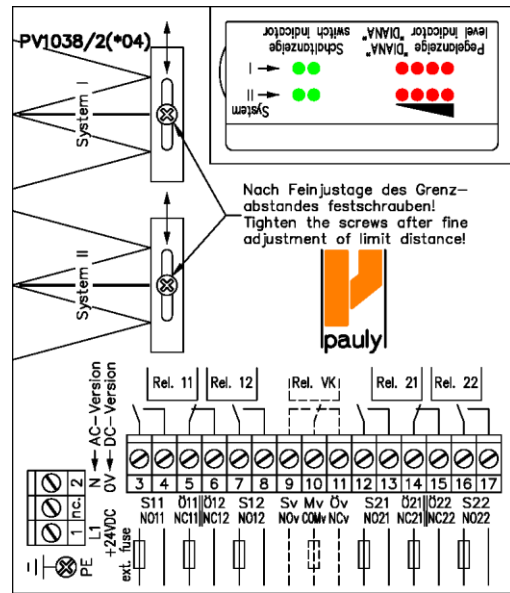 PV1038/2(*04)
System I
System II
Pegelanzeige "DIANA"
level indicator "DIANA"
Schaltanzeige
switch indicator
I
II
System
Nach Feinjustage des Grenz-
abstandes festschrauben!
Tighten the screws after fine
adjustment of limit distance!
pauly
Rel. 11
Rel. 12
Rel. VK
Rel. 21
Rel. 22
AC-Version
DC-Version
N
0V
3 4 5 6 7 8 9 10 11 12 13 14 15 16 17
S11 Ö11 Ö12 S12 Sv Mv Öv S21 Ö21 Ö22 S22
NO11 NC11 NC12 NO12 NOv COMv NCv NO21 NC21 NC22 NO22
1 nc. 2
L1
+24VDC
ext. fuse
PE